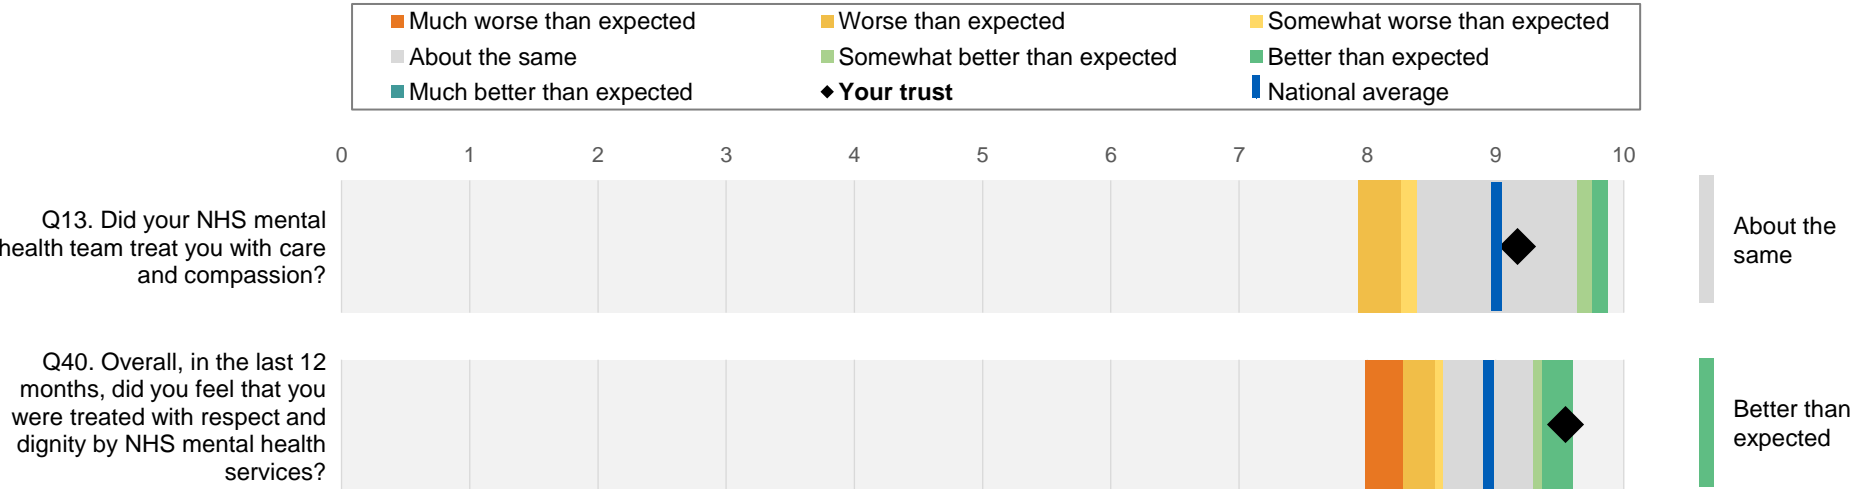 Much worse than expected
Worse than expected
Somewhat worse than expected
About the same
Somewhat better than expected
Better than expected
Much better than expected
Your trust
National average
0 1 2 3 4 5 6 7 8 9 10
Q13. Did your NHS mental
health team treat you with care
and compassion?
About the
same
Q40. Overall, in the last 12
months, did you feel that you
were treated with respect and
dignity by NHS mental health
services?
Better than
expected